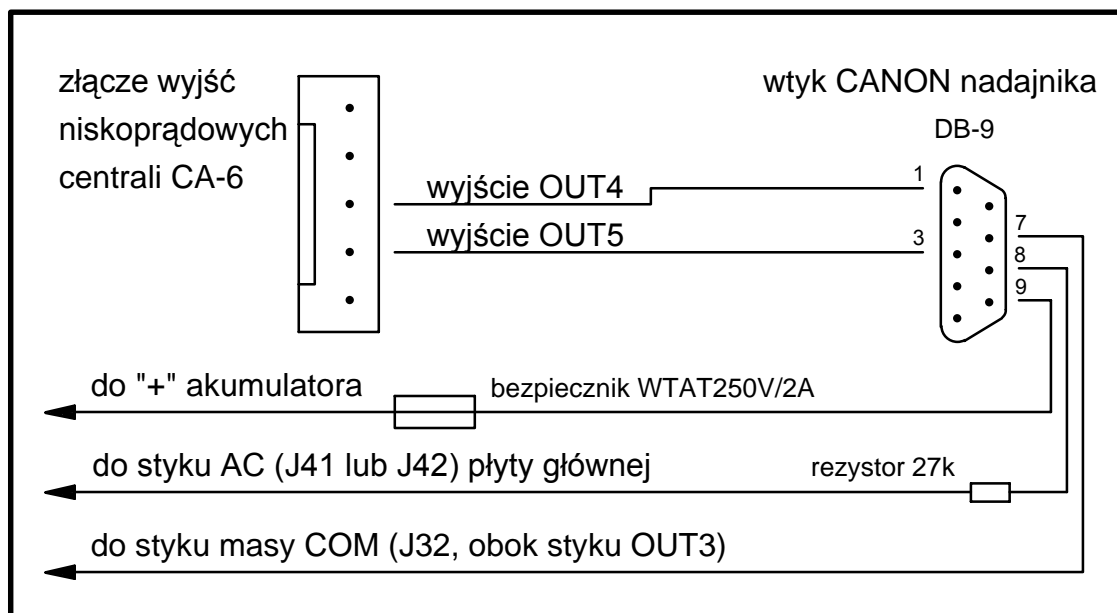 złącze wyjść
niskoprądowych
centrali CA-6
wtyk CANON nadajnika
DB-9
wyjście OUT4
1
wyjście OUT5
3
7
8
9
do "+" akumulatora
bezpiecznik WTAT250V/2A
do styku AC (J41 lub J42) płyty głównej
rezystor 27k
do styku masy COM (J32, obok styku OUT3)